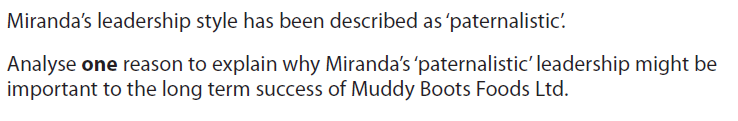 Miranda’s leadership style has been described as ‘paternalistic’.
Analyse one reason to explain why Miranda’s ‘paternalistic’ leadership might be
important to the long term success of Muddy Boots Foods Ltd.